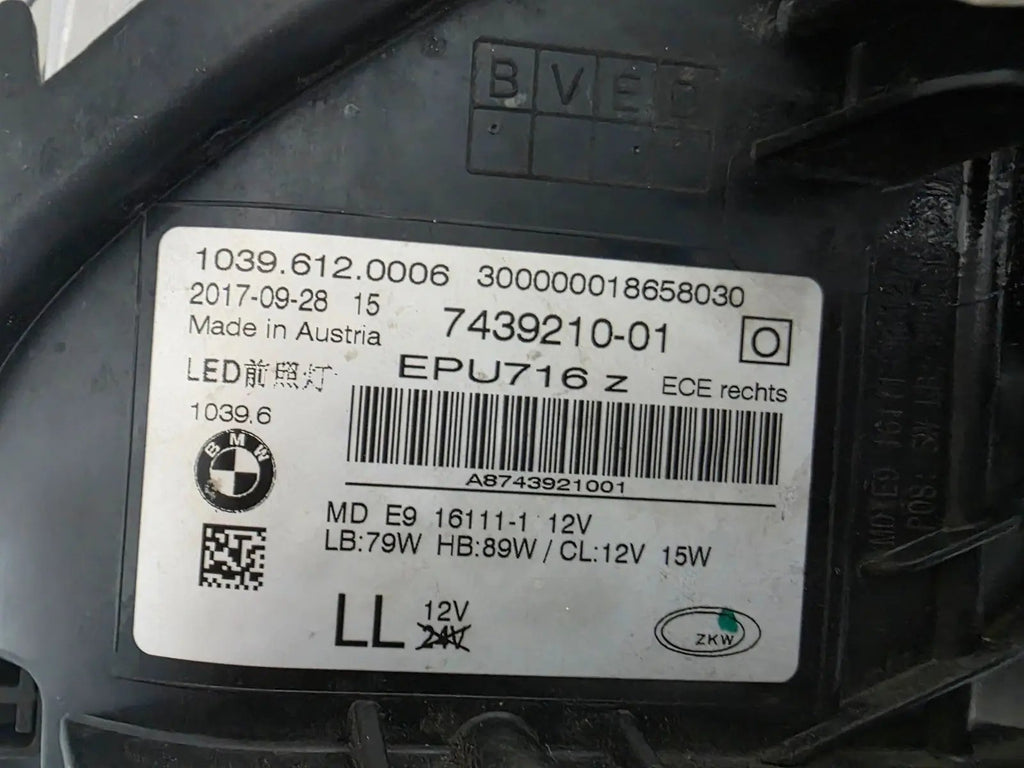 B V E
1039.612.0006 300000018658030
2017-09-28 15
7439210-01
O
Made in Austria
LED前照灯
EPU716 z
ECE rechts
1039.6
BMW
A8743921001
MD E9 16111-1 12V
LB:79W HB:89W / CL:12V 15W
LL
12V
24V
ZKW
MD E9